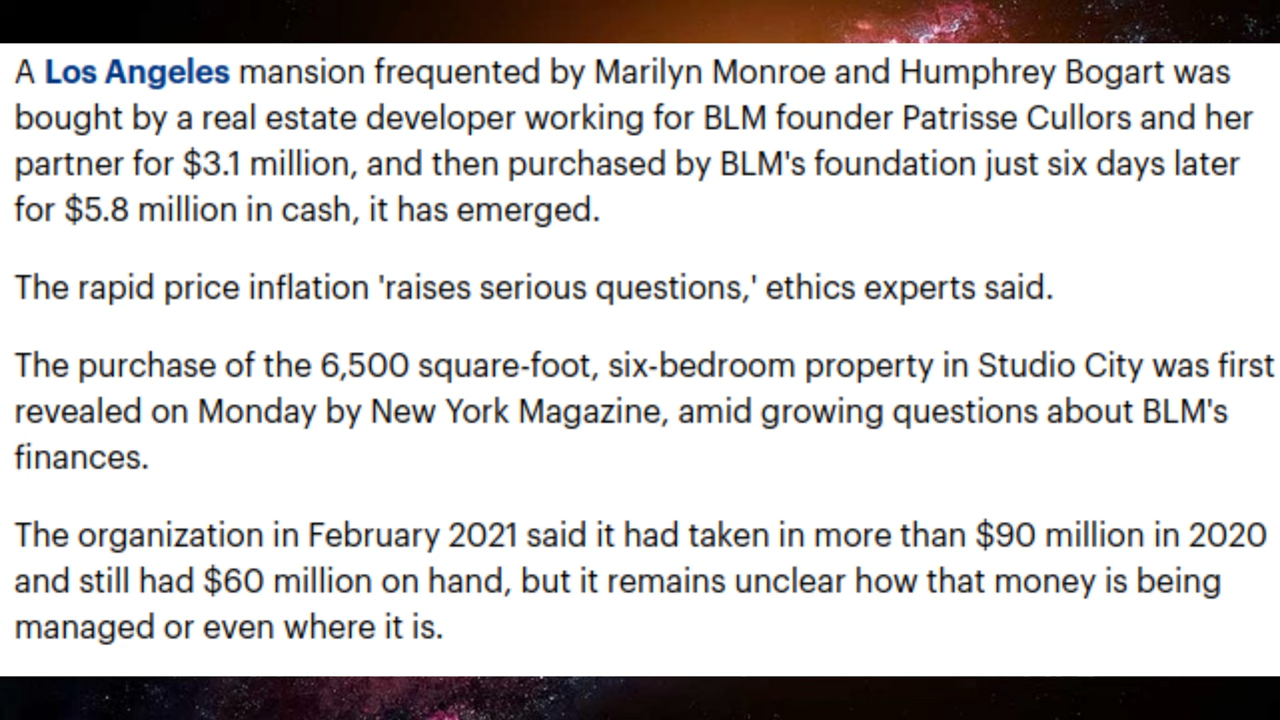 A Los Angeles mansion frequented by Marilyn Monroe and Humphrey Bogart was
bought by a real estate developer working for BLM founder Patrisse Cullors and her
partner for $3.1 million, and then purchased by BLM's foundation just six days later
for $5.8 million in cash, it has emerged.
The rapid price inflation 'raises serious questions,' ethics experts said.
The purchase of the 6,500 square-foot, six-bedroom property in Studio City was first
revealed on Monday by New York Magazine, amid growing questions about BLM's
finances.
The organization in February 2021 said it had taken in more than $90 million in 2020
and still had $60 million on hand, but it remains unclear how that money is being
managed or even where it is.